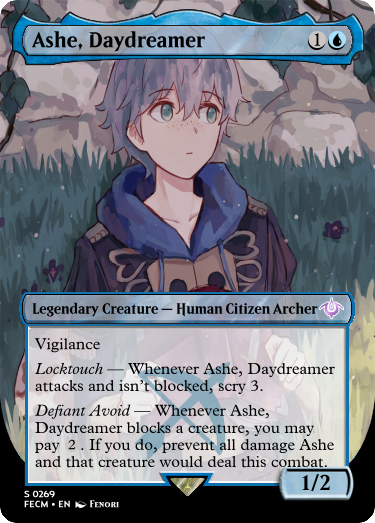 Ashe, Daydreamer 1
Legendary Creature — Human Citizen Archer
Vigilance
Locktouch — Whenever Ashe, Daydreamer
attacks and isn't blocked, scry 3.
Defiant Avoid — Whenever Ashe,
Daydreamer blocks a creature, you may
pay 2 . If you do, prevent all damage Ashe
and that creature would deal this combat.
1/2
S 0269
FECM • EN Fenori